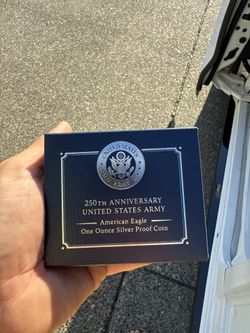 UNITED STATES
250TH ANNIVERSARY
UNITED STATES ARMY
American Eagle
One Ounce Silver Proof Coin